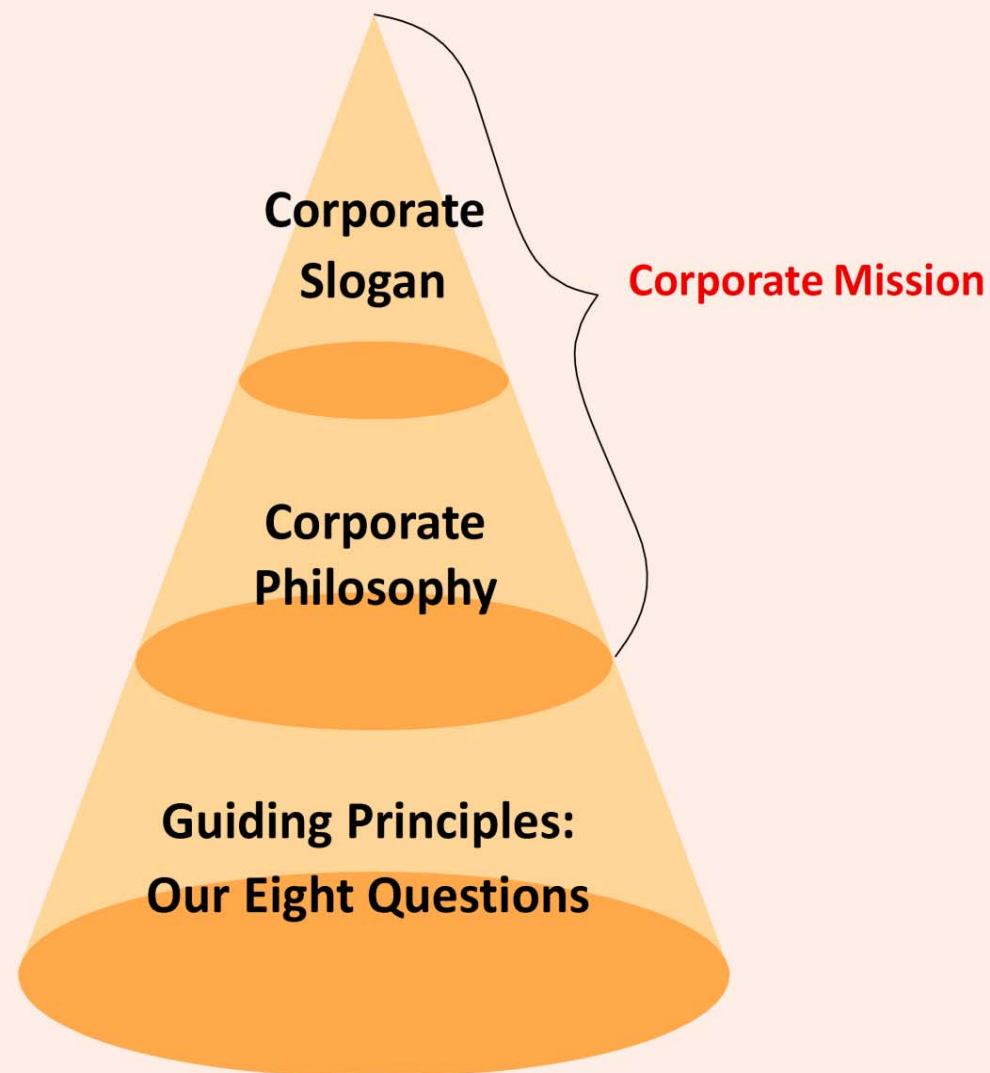 Corporate
Slogan
Corporate Mission
Corporate
Philosophy
Guiding Principles:
Our Eight Questions